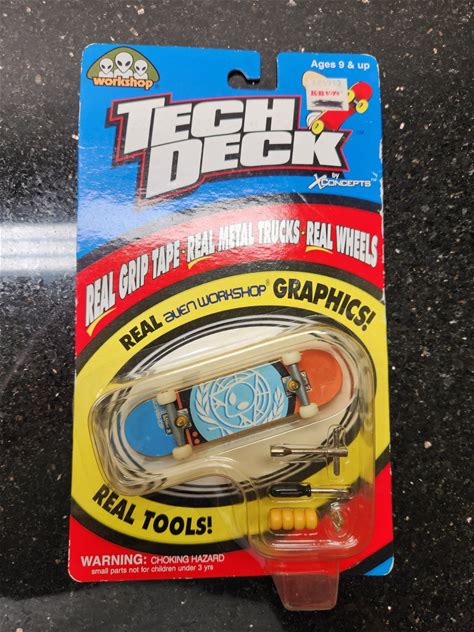 workshop
Ages 9 & up
TECH
DECK
by
XCONCEPTS™
REAL GRIP TAPE · REAL METAL TRUCKS · REAL WHEELS
REAL ALIEN WORKSHOP® GRAPHICS!
REAL TOOLS!
WARNING: CHOKING HAZARD
small parts not for children under 3 yrs